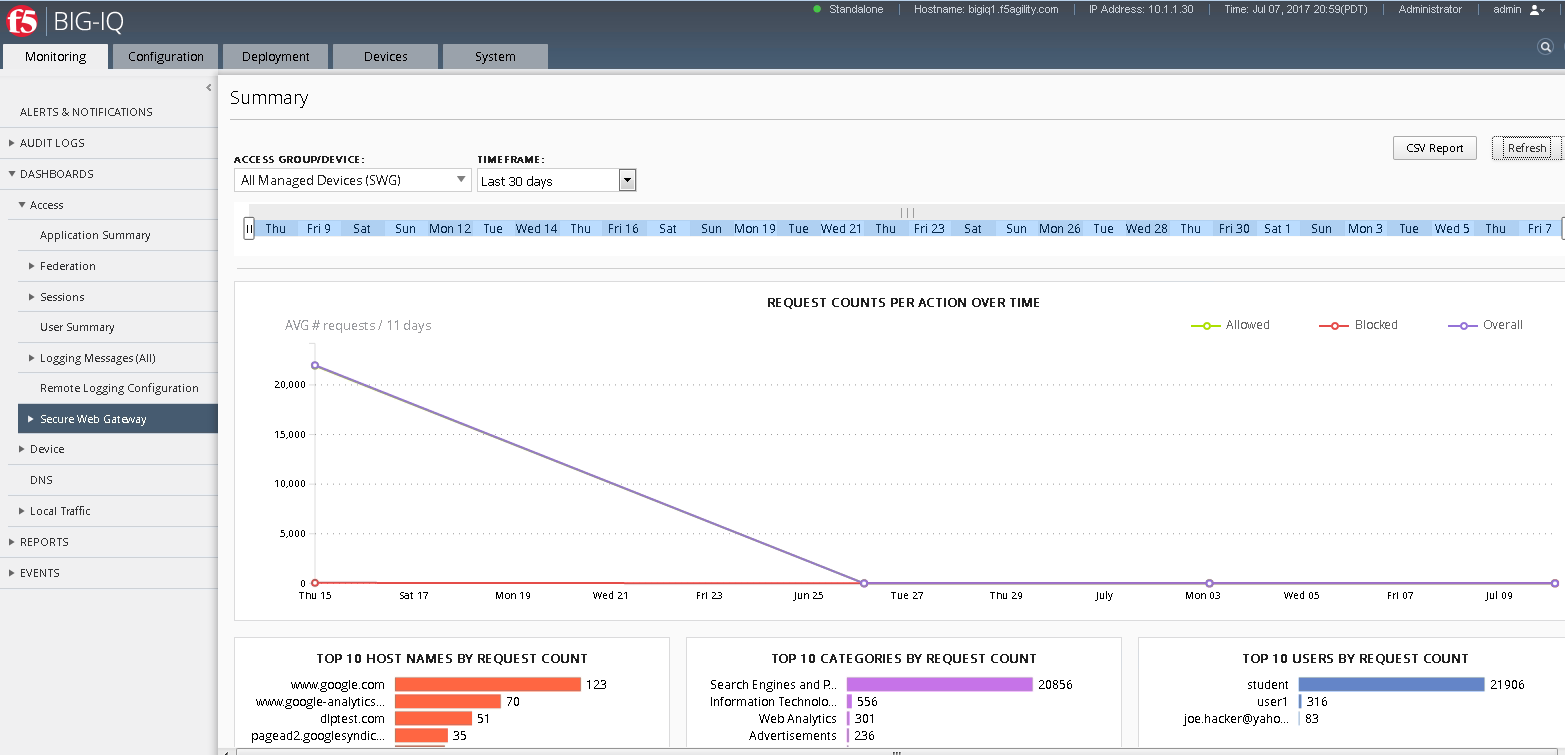 f5 BIG-IQ
Standalone Hostname: bigiq1.f5agility.com IP Address: 10.1.1.30 Time: Jul 07, 2017 20:59(PDT) Administrator admin
Monitoring Configuration Deployment Devices System
ALERTS & NOTIFICATIONS
AUDIT LOGS
DASHBOARDS
Access
Application Summary
Federation
Sessions
User Summary
Logging Messages (All)
Remote Logging Configuration
Secure Web Gateway
Device
DNS
Local Traffic
REPORTS
EVENTS
Summary
CSV Report Refresh
ACCESS GROUP/DEVICE: TIMEFRAME:
All Managed Devices (SWG) Last 30 days
Thu Fri 9 Sat Sun Mon 12 Tue Wed 14 Thu Fri 16 Sat Sun Mon 19 Tue Wed 21 Thu Fri 23 Sat Sun Mon 26 Tue Wed 28 Thu Fri 30 Sat 1 Sun Mon 3 Tue Wed 5 Thu Fri 7
REQUEST COUNTS PER ACTION OVER TIME
AVG # requests / 11 days
Allowed Blocked Overall
20,000
15,000
10,000
5,000
0
Thu 15 Sat 17 Mon 19 Wed 21 Fri 23 Jun 25 Tue 27 Thu 29 July Mon 03 Wed 05 Fri 07 Jul 09
TOP 10 HOST NAMES BY REQUEST COUNT
www.google.com 123
www.google-analytics... 70
dlptest.com 51
pagead2.googlesyndic... 35
TOP 10 CATEGORIES BY REQUEST COUNT
Search Engines and P... 20856
Information Technolo... 556
Web Analytics 301
Advertisements 236
TOP 10 USERS BY REQUEST COUNT
student 21906
user1 316
joe.hacker@yaho... 83